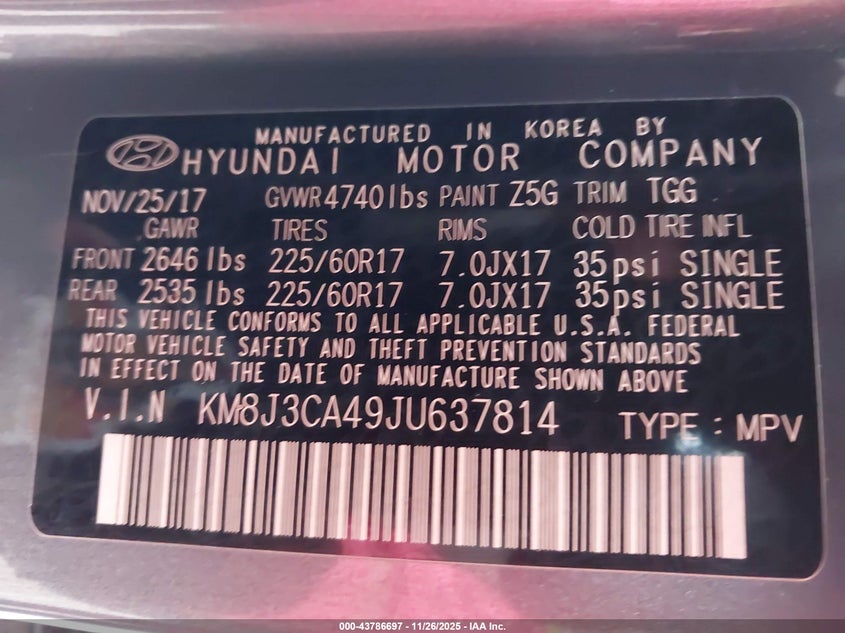 MANUFACTURED IN KOREA BY
HYUNDAI MOTOR COMPANY
NOV/25/17 GVWR 4740 lbs PAINT Z5G TRIM TGG
GAWR TIRES RIMS COLD TIRE INFL
FRONT 2646 lbs 225/60R17 7.0JX17 35psi SINGLE
REAR 2535 lbs 225/60R17 7.0JX17 35psi SINGLE
THIS VEHICLE CONFORMS TO ALL APPLICABLE U.S.A. FEDERAL
MOTOR VEHICLE SAFETY AND THEFT PREVENTION STANDARDS
IN EFFECT ON THE DATE OF MANUFACTURE SHOWN ABOVE
V.I.N KM8J3CA49JU637814 TYPE : MPV
000-43786697 - 11/26/2025 - IAA Inc.